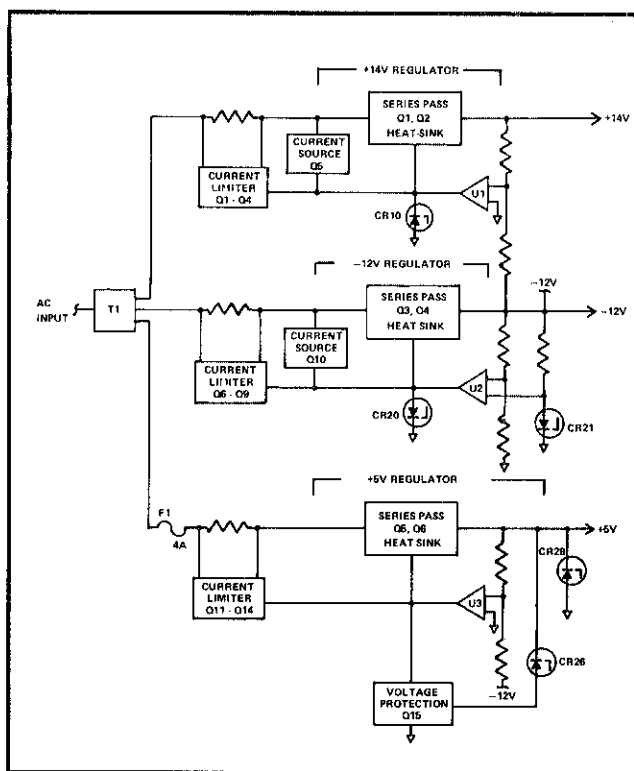 +14V REGULATOR
SERIES PASS
Q1, Q2
HEAT-SINK
+14V
CURRENT
SOURCE
Q5
CURRENT
LIMITER
Q1 - Q4
U1
CR10
-12V REGULATOR
-12V
AC
INPUT
T1
SERIES PASS
Q3, Q4
HEAT SINK
-12V
CURRENT
SOURCE
Q10
CURRENT
LIMITER
Q6 - Q9
U2
CR20
CR21
+5V REGULATOR
F1
4A
SERIES PASS
Q5, Q6
HEAT SINK
+5V
CR28
CURRENT
LIMITER
Q11 - Q14
U3
CR26
-12V
VOLTAGE
PROTECTION
Q15